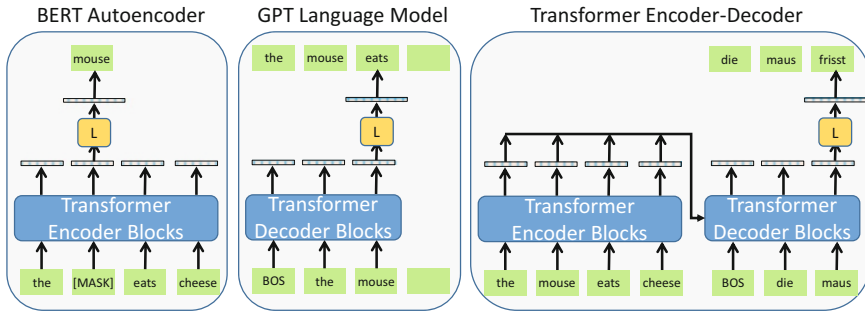 BERT Autoencoder
mouse
L
Transformer
Encoder Blocks
the [MASK] eats cheese
GPT Language Model
the mouse eats
L
Transformer
Decoder Blocks
BOS the mouse
Transformer Encoder-Decoder
die maus frisst
L
Transformer
Encoder Blocks
Transformer
Decoder Blocks
the mouse eats cheese
BOS die maus